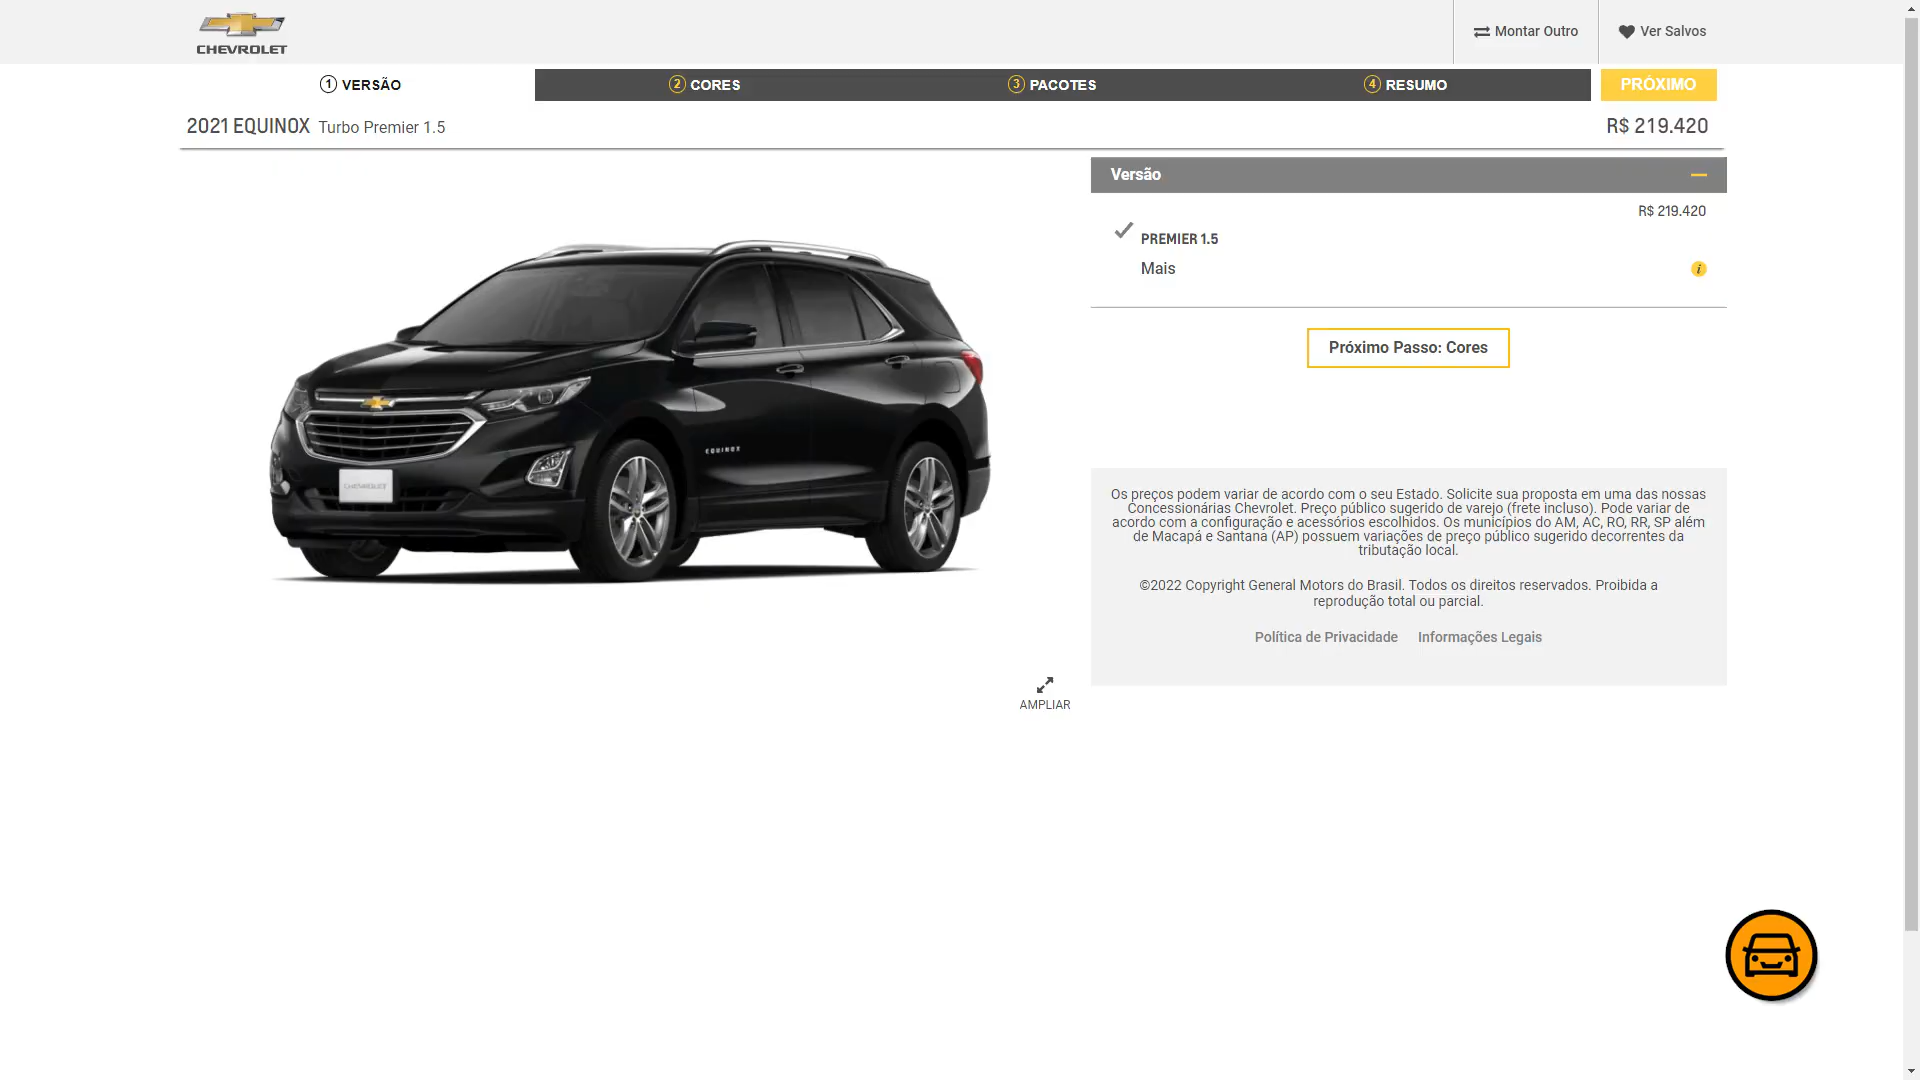 CHEVROLET
Montar Outro
Ver Salvos
1 VERSÃO
2 CORES
3 PACOTES
4 RESUMO
PRÓXIMO
2021 EQUINOX Turbo Premier 1.5
R$ 219.420
Versão
R$ 219.420
PREMIER 1.5
Mais
i
Próximo Passo: Cores
EQUINOX
CHEVROLET
Os preços podem variar de acordo com o seu Estado. Solicite sua proposta em uma das nossas
Concessionárias Chevrolet. Preço público sugerido de varejo (frete incluso). Pode variar de
acordo com a configuração e acessórios escolhidos. Os municípios do AM, AC, RO, RR, SP além
de Macapá e Santana (AP) possuem variações de preço público sugerido decorrentes da
tributação local.
©2022 Copyright General Motors do Brasil. Todos os direitos reservados. Proibida a
reprodução total ou parcial.
Política de Privacidade
Informações Legais
AMPLIAR